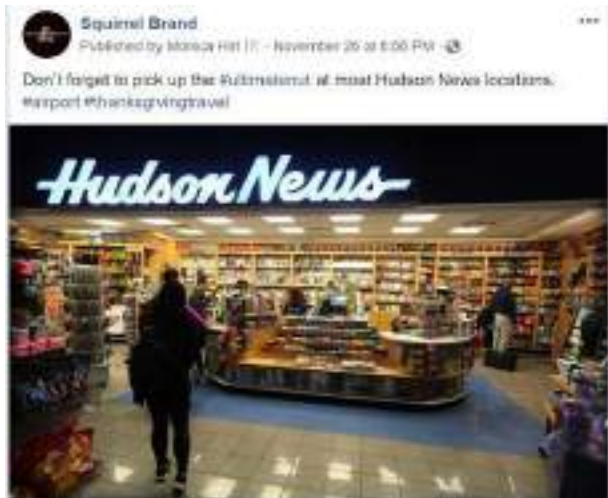 Squirrel Brand
Published by Monica Hill · November 26 at 6:06 PM ·
Don't forget to pick up the #ultimatenut at most Hudson News locations.
#airport #thanksgivingtravel
Hudson News